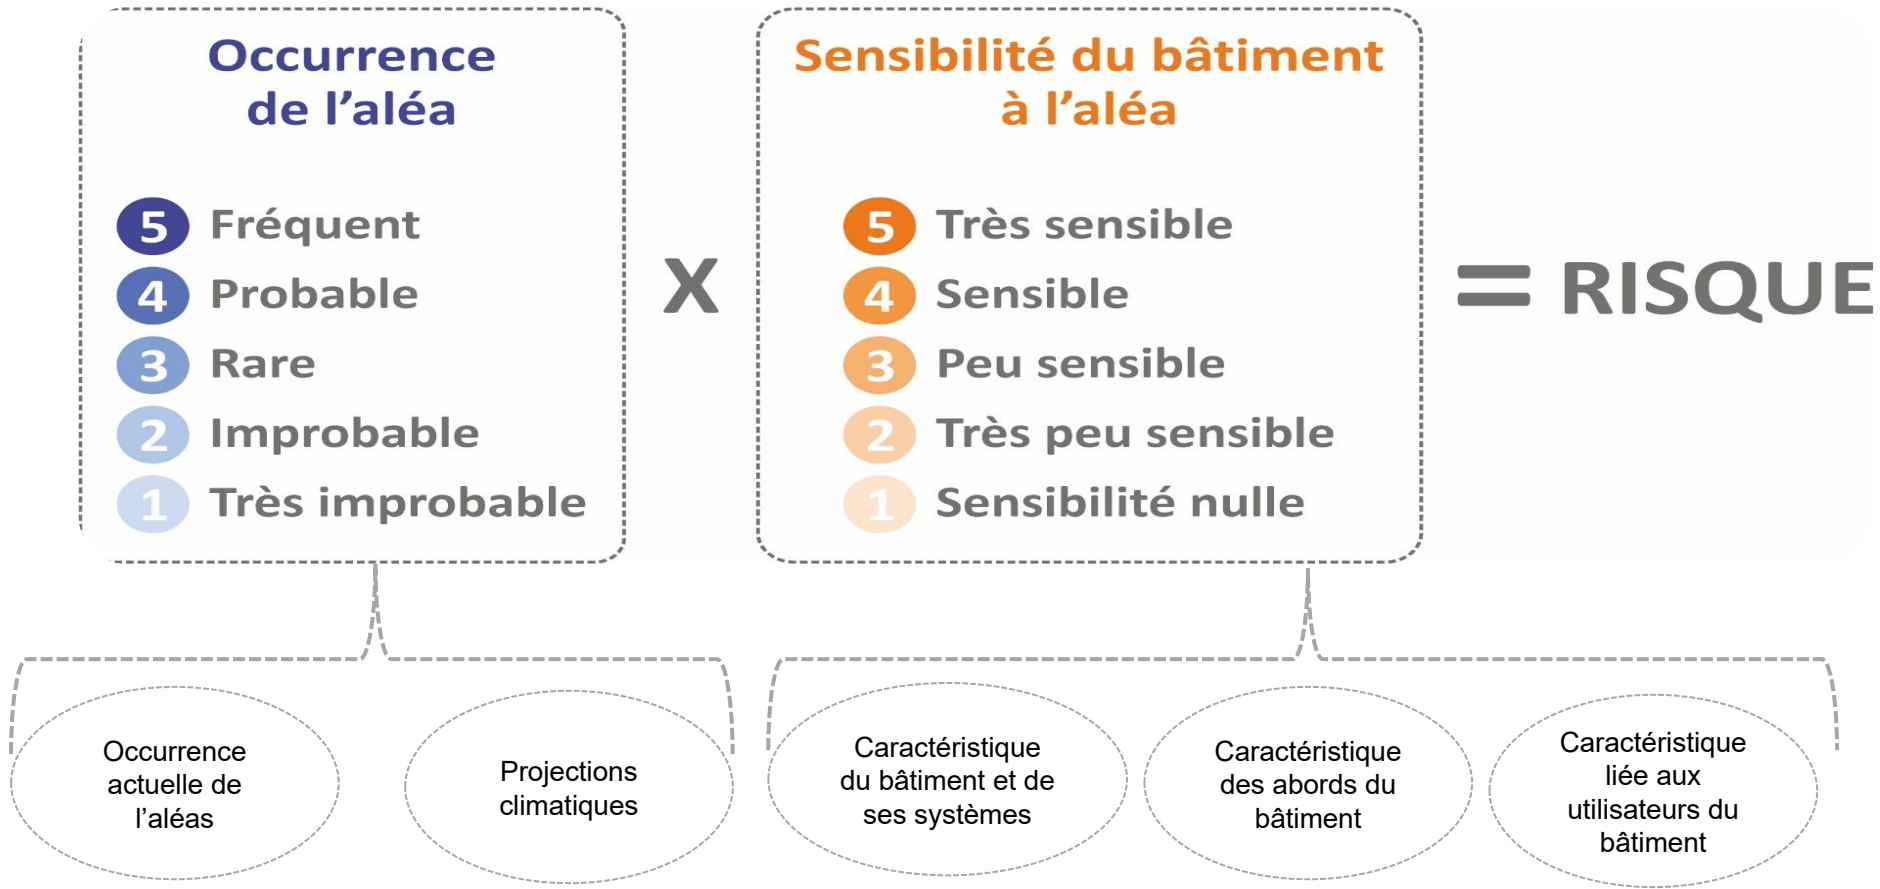 Occurrence
de l’aléa
5 Fréquent
4 Probable
3 Rare
2 Improbable
1 Très improbable
X
Sensibilité du bâtiment
à l’aléa
5 Très sensible
4 Sensible
3 Peu sensible
2 Très peu sensible
1 Sensibilité nulle
= RISQUE
Occurrence
actuelle de
l’aléas
Projections
climatiques
Caractéristique
du bâtiment et de
ses systèmes
Caractéristique
des abords du
bâtiment
Caractéristique
liée aux
utilisateurs du
bâtiment